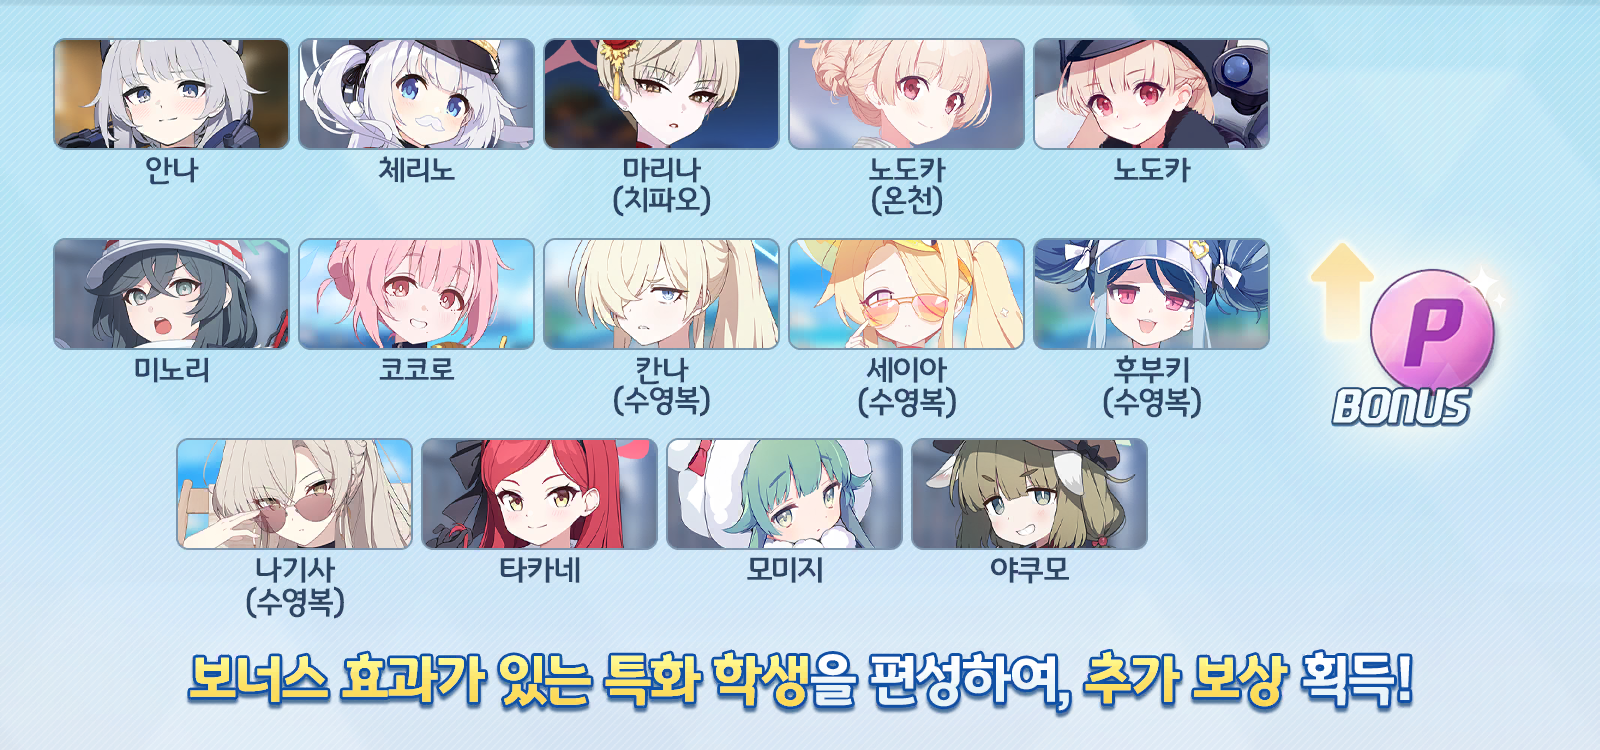 안나
체리노
마리나
(치파오)
노도카
(온천)
노도카
미노리
코코로
칸나
(수영복)
세이아
(수영복)
후부키
(수영복)
P
BONUS
나기사
(수영복)
타카네
모미지
야쿠모
보너스 효과가 있는 특화 학생을 편성하여, 추가 보상 획득!